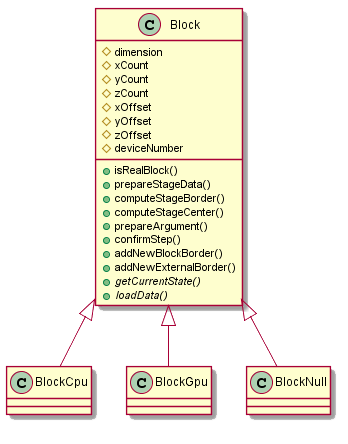 C Block
dimension
xCount
yCount
zCount
xOffset
yOffset
zOffset
deviceNumber
isRealBlock()
prepareStageData()
computeStageBorder()
computeStageCenter()
prepareArgument()
confirmStep()
addNewBlockBorder()
addNewExternalBorder()
getCurrentState()
loadData()
C BlockCpu
C BlockGpu
C BlockNull